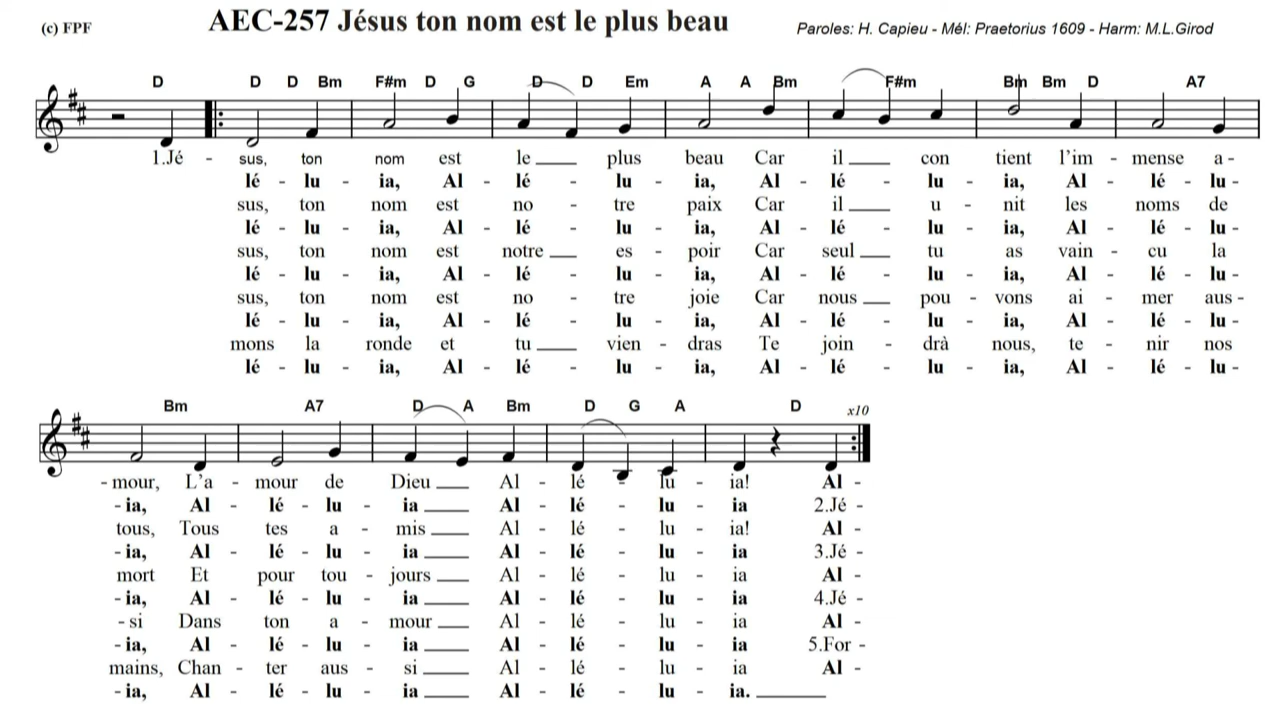 (c) FPF AEC-257 Jésus ton nom est le plus beau Paroles: H. Capieu - Mél: Praetorius 1609 - Harm: M.L.Girod
D D D Bm F#m D G D D Em A A Bm F#m Bm Bm D A7
1.Jé - sus, ton nom est le plus beau Car il con tient l'im - mense a -
lé - lu - ia, Al - lé - lu - ia, Al - lé - lu - ia, Al - lé - lu -
sus, ton nom est no - tre paix Car il u - nit les noms de
lé - lu - ia, Al - lé - lu - ia, Al - lé - lu - ia, Al - lé - lu -
sus, ton nom est notre es - poir Car seul tu as vain - cu la
lé - lu - ia, Al - lé - lu - ia, Al - lé - lu - ia, Al - lé - lu -
sus, ton nom est no - tre joie Car nous pou - vons ai - mer aus -
lé - lu - ia, Al - lé - lu - ia, Al - lé - lu - ia, Al - lé - lu -
mons la ronde et tu vien - dras Te join - drà nous, te - nir nos
lé - lu - ia, Al - lé - lu - ia, Al - lé - lu - ia, Al - lé - lu -
Bm A7 D A Bm D G A D x10
- mour, L'a - mour de Dieu Al - lé - lu - ia! Al -
- ia, Al - lé - lu - ia Al - lé - lu - ia 2.Jé -
tous, Tous tes a - mis Al - lé - lu - ia! Al -
- ia, Al - lé - lu - ia Al - lé - lu - ia 3.Jé -
mort Et pour tou - jours Al - lé - lu - ia Al -
- ia, Al - lé - lu - ia Al - lé - lu - ia 4.Jé -
- si Dans ton a - mour Al - lé - lu - ia Al -
- ia, Al - lé - lu - ia Al - lé - lu - ia 5.For -
mains, Chan - ter aus - si Al - lé - lu - ia Al -
- ia, Al - lé - lu - ia Al - lé - lu - ia.